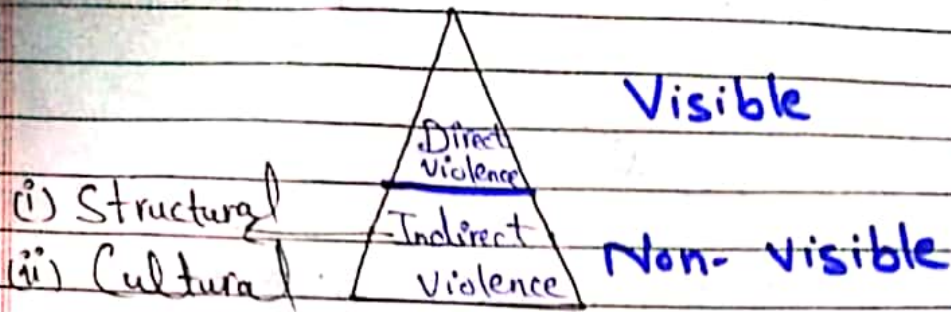 Visible
Direct
Violence
(i) Structural
Indirect
(ii) Cultural
Violence
Non-Visible